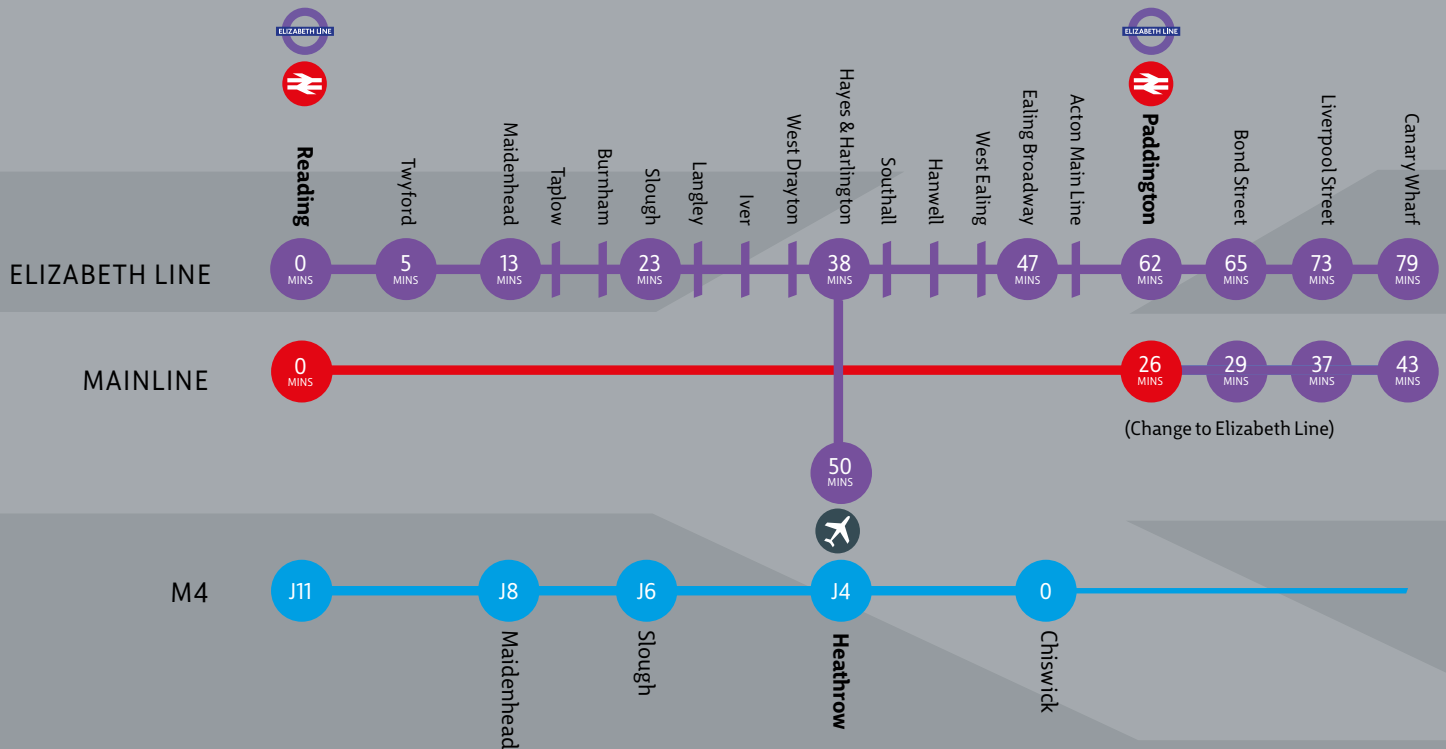 ELIZABETH LINE
ELIZABETH LINE
Reading
Twyford
Maidenhead
Taplow
Burnham
Slough
Langley
Iver
West Drayton
Hayes & Harlington
Southall
Hanwell
West Ealing
Ealing Broadway
Acton Main Line
Paddington
Bond Street
Liverpool Street
Canary Wharf
ELIZABETH LINE
0 MINS
5 MINS
13 MINS
23 MINS
38 MINS
47 MINS
62 MINS
65 MINS
73 MINS
79 MINS
MAINLINE
0 MINS
26 MINS
29 MINS
37 MINS
43 MINS
(Change to Elizabeth Line)
50 MINS
M4
J11
J8
J6
J4
0
Maidenhead
Slough
Heathrow
Chiswick